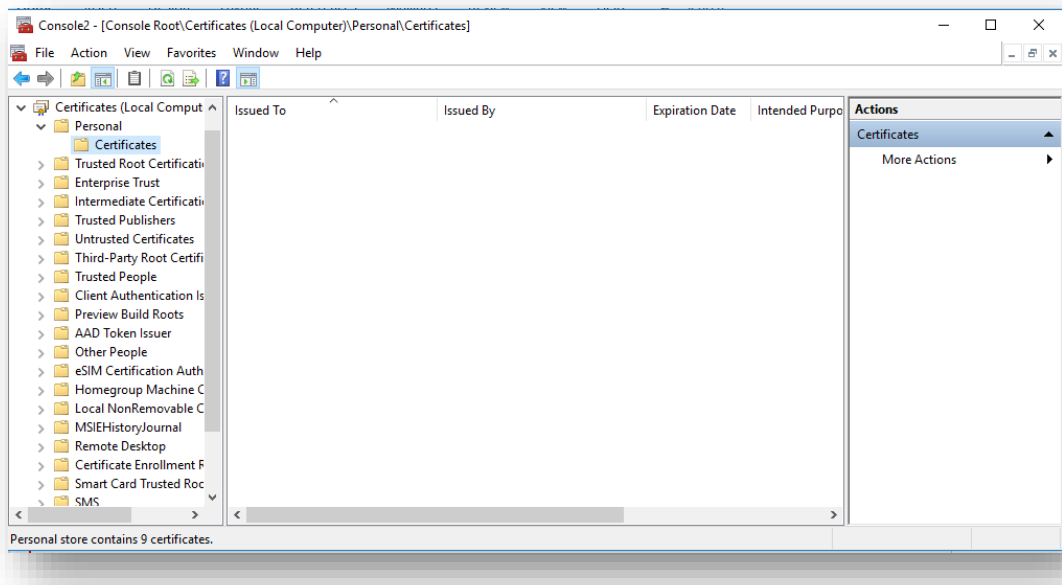 Console2 - [Console Root\Certificates (Local Computer)\Personal\Certificates]
File Action View Favorites Window Help
Certificates (Local Comput
Personal
Certificates
Trusted Root Certificati
Enterprise Trust
Intermediate Certificati
Trusted Publishers
Untrusted Certificates
Third-Party Root Certifi
Trusted People
Client Authentication Is
Preview Build Roots
AAD Token Issuer
Other People
eSIM Certification Auth
Homegroup Machine C
Local NonRemovable C
MSIEHistoryJournal
Remote Desktop
Certificate Enrollment R
Smart Card Trusted Roo
SMS
Issued To Issued By Expiration Date Intended Purpo
Actions
Certificates
More Actions
Personal store contains 9 certificates.